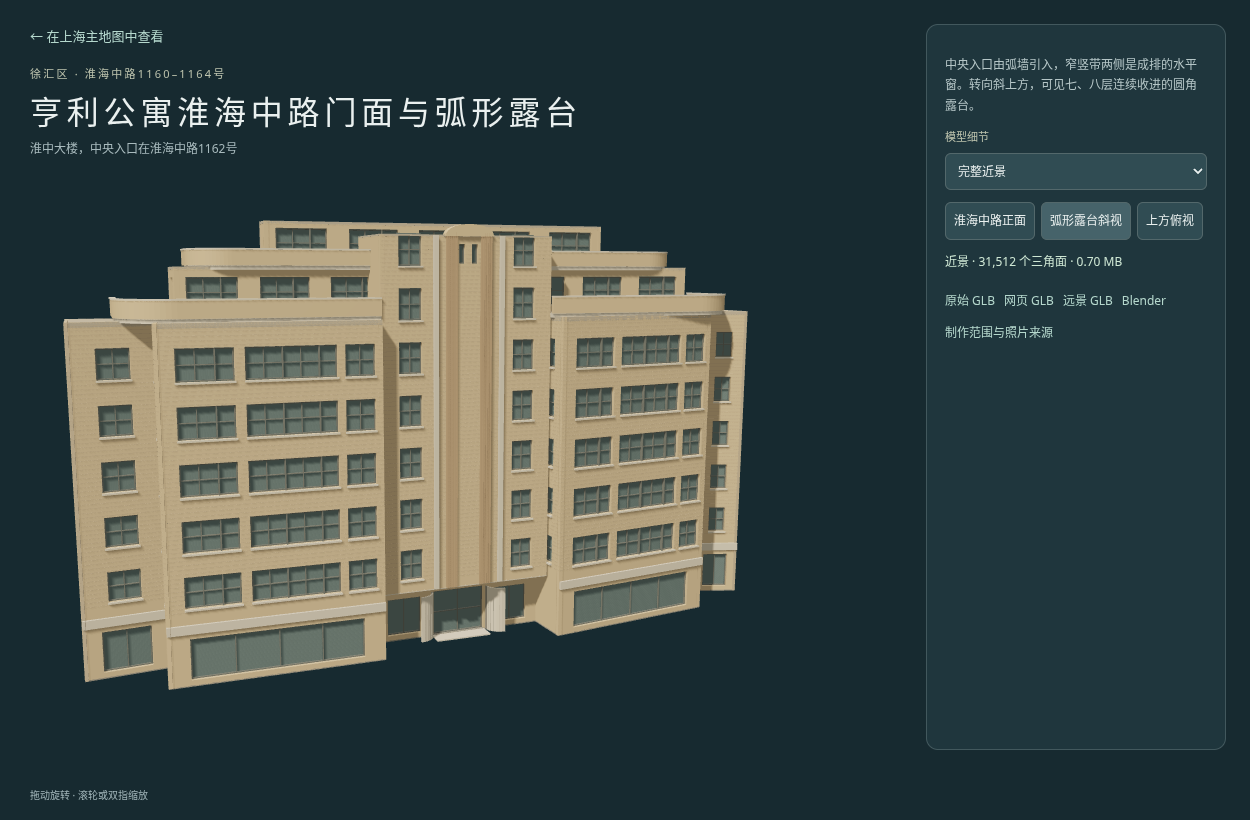 ← 在上海主地图中查看
徐汇区 · 淮海中路1160–1164号
亨利公寓淮海中路门面与弧形露台
淮中大楼，中央入口在淮海中路1162号
中央入口由弧墙引入，窄竖带两侧是成排的水平
窗。转向斜上方，可见七、八层连续收进的圆角
露台。
模型细节
完整近景
淮海中路正面 弧形露台斜视 上方俯视
近景 · 31,512 个三角面 · 0.70 MB
原始 GLB 网页 GLB 远景 GLB Blender
制作范围与照片来源
拖动旋转 · 滚轮或双指缩放